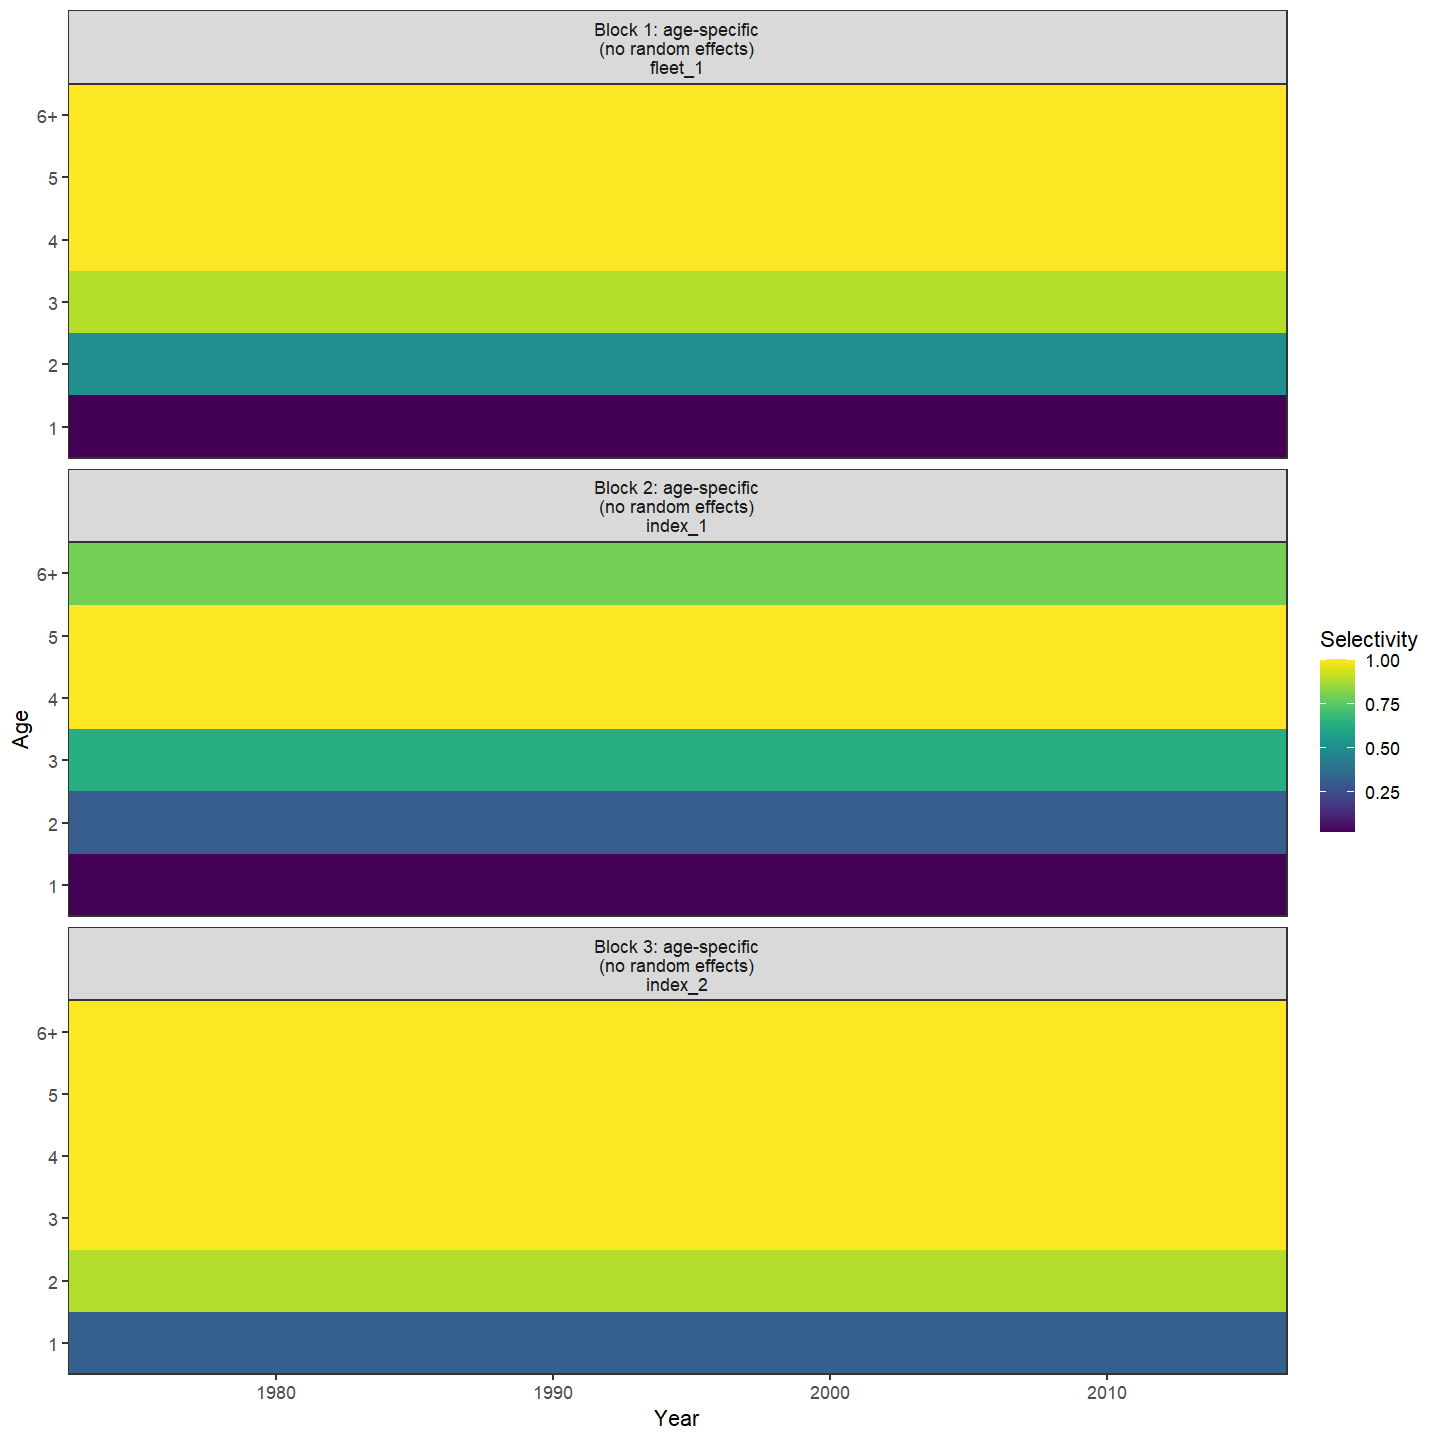 Block 1: age-specific
(no random effects)
fleet_1
6+
5
4
3
2
1
Block 2: age-specific
(no random effects)
index_1
6+
5
4
3
2
1
Block 3: age-specific
(no random effects)
index_2
6+
5
4
3
2
1
1980 1990 2000 2010
Year
Age
Selectivity
1.00
0.75
0.50
0.25